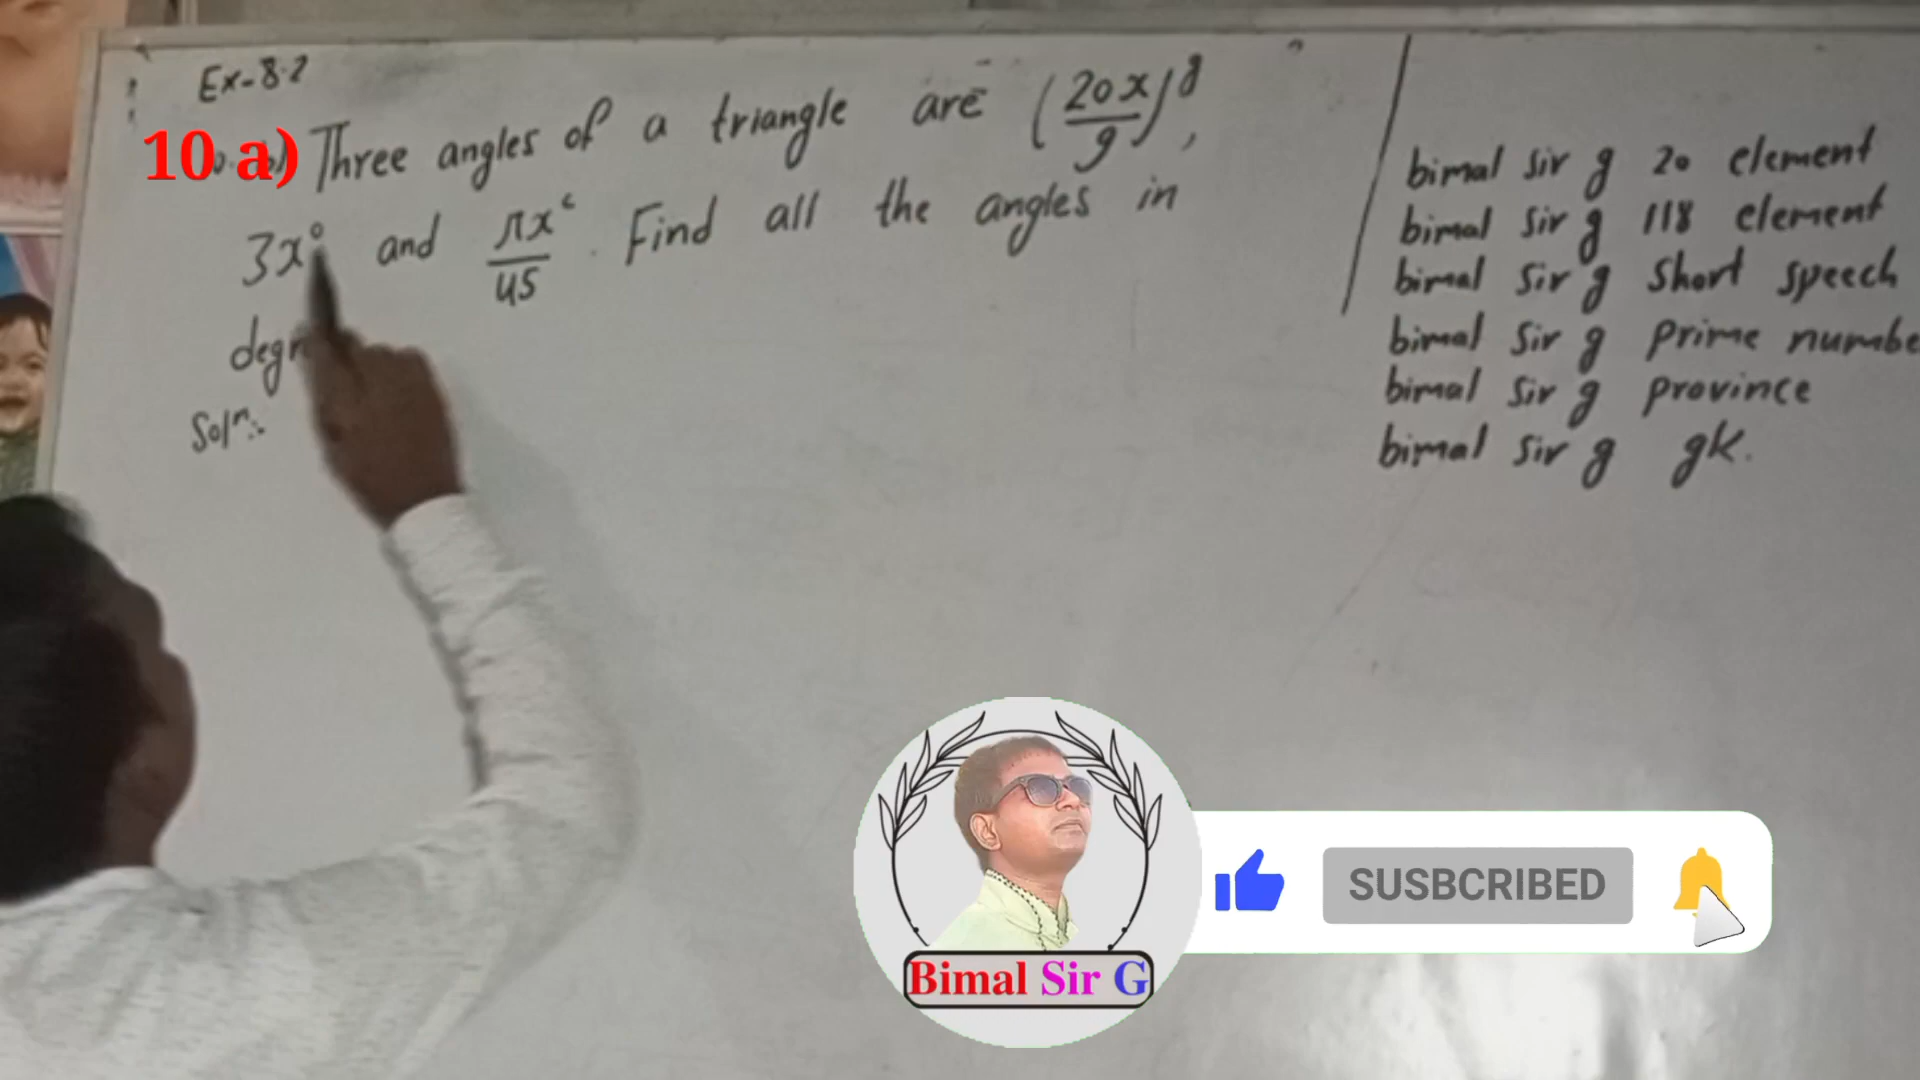 Ex-8.2
10 a) Three angles of a triangle are (20x/9)g,
3x° and πx/45 c. Find all the angles in
degr
Solⁿ:
bimal sir g 20 element
bimal sir g 118 element
bimal sir g short speech
bimal sir g prime numbe
bimal sir g province
bimal sir g gk.
SUSBCRIBED
Bimal Sir G